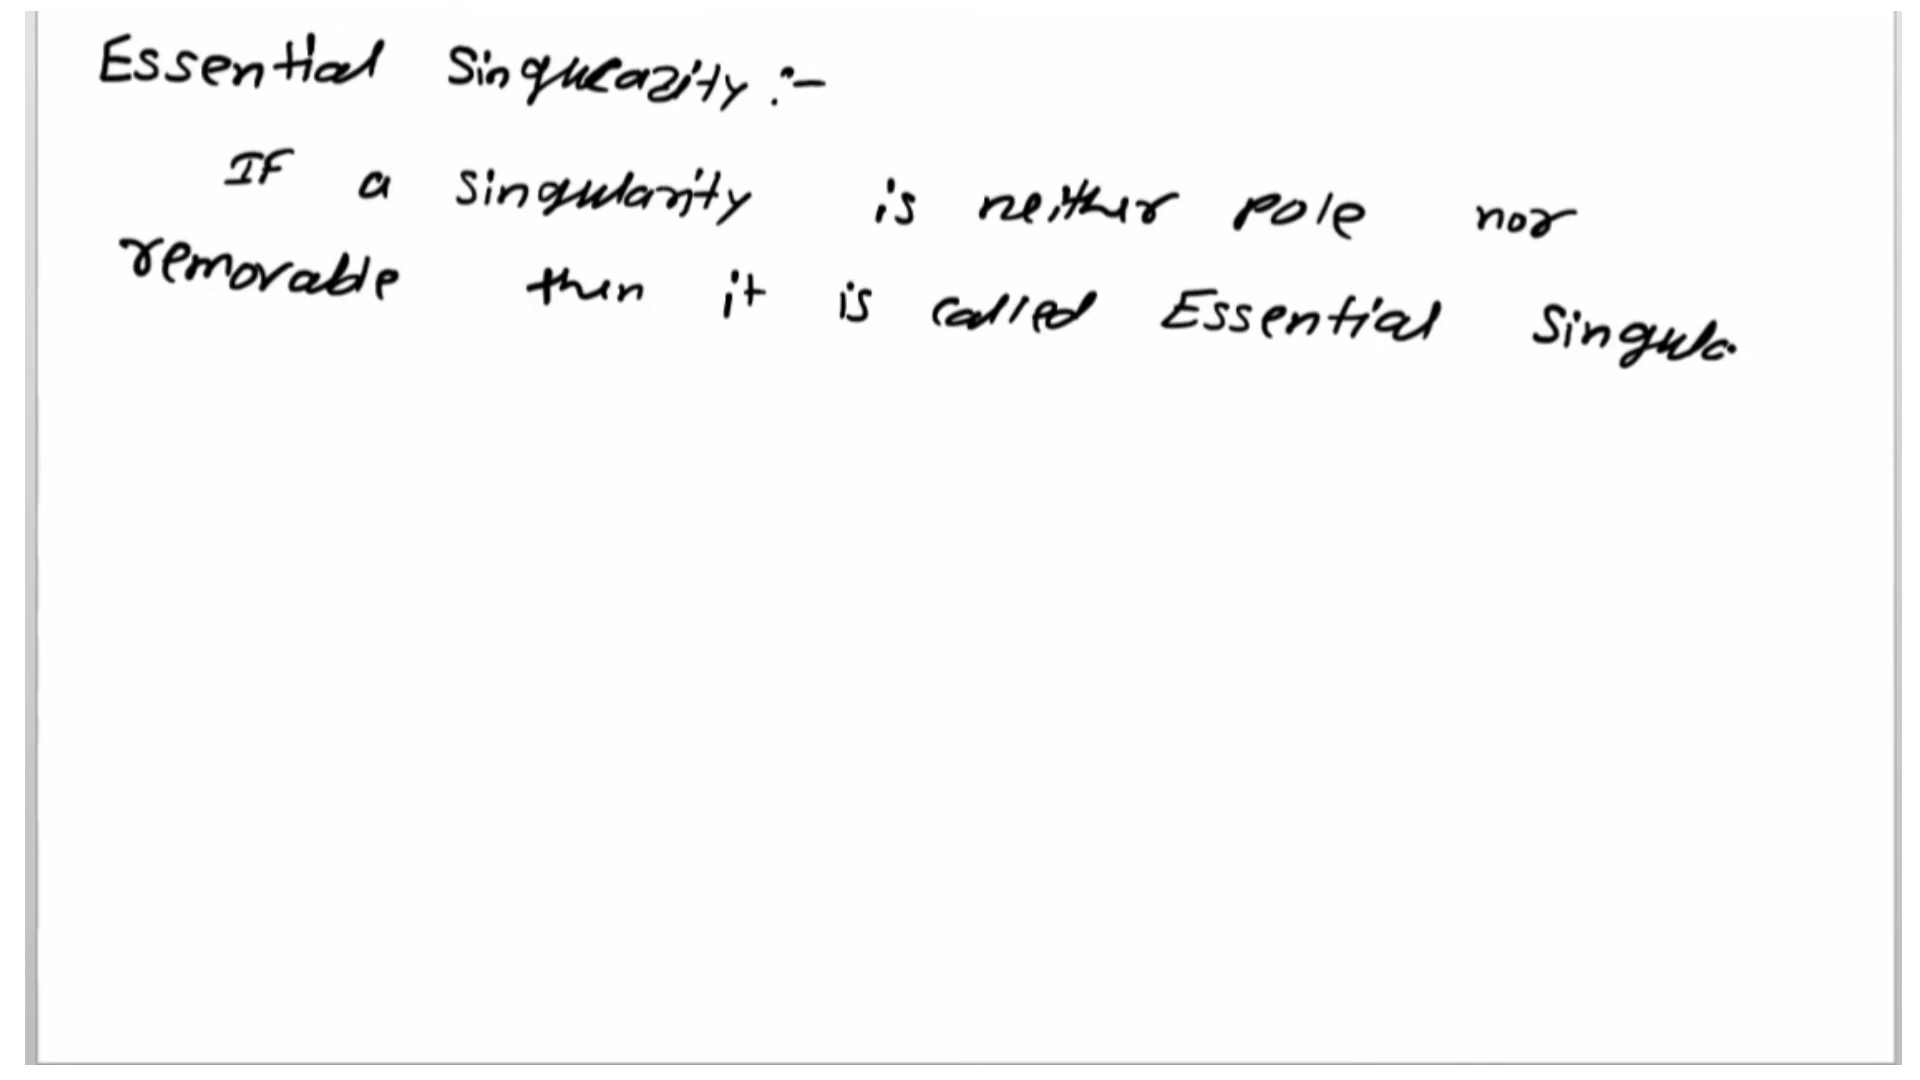 Essential Singularity :-
IF a singularity is neither pole nor
removable then it is called Essential Singula